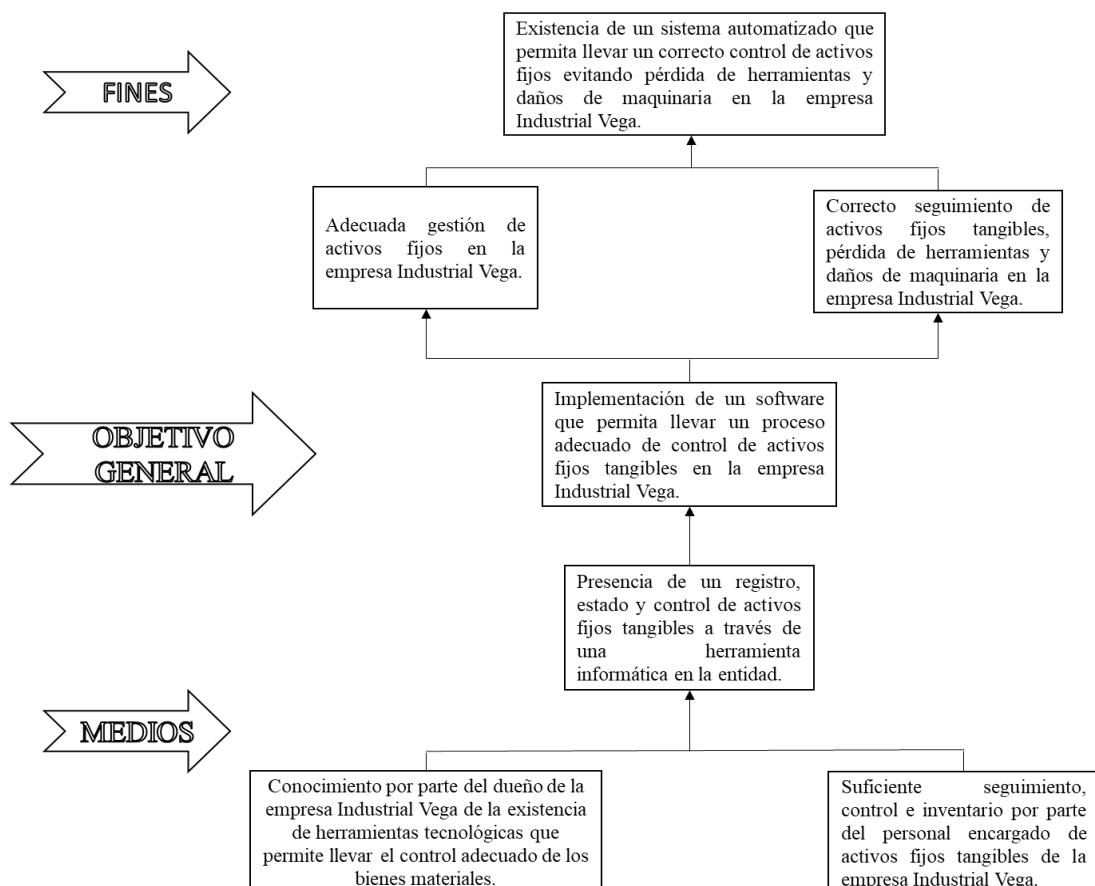 FINES
Existencia de un sistema automatizado que
permita llevar un correcto control de activos
fijos evitando pérdida de herramientas y
daños de maquinaria en la empresa
Industrial Vega.
Adecuada gestión de
activos fijos en la
empresa Industrial Vega.
Correcto seguimiento de
activos fijos tangibles,
pérdida de herramientas y
daños de maquinaria en la
empresa Industrial Vega.
OBJETIVO
GENERAL
Implementación de un software
que permita llevar un proceso
adecuado de control de activos
fijos tangibles en la empresa
Industrial Vega.
Presencia de un registro,
estado y control de activos
fijos tangibles a través de
una herramienta
informática en la entidad.
MEDIOS
Conocimiento por parte del dueño de la
empresa Industrial Vega de la existencia
de herramientas tecnológicas que
permite llevar el control adecuado de los
bienes materiales.
Suficiente seguimiento,
control e inventario por parte
del personal encargado de
activos fijos tangibles de la
empresa Industrial Vega.